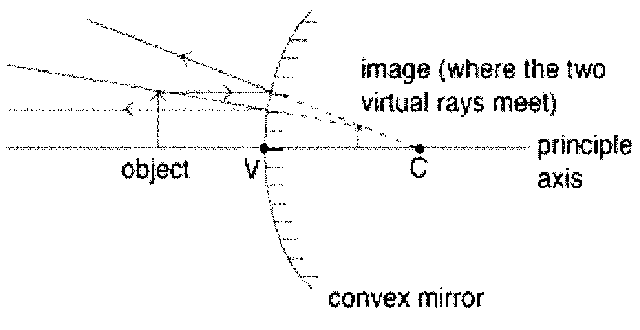 image (where the two
virtual rays meet)
principle
axis
object
V
C
convex mirror